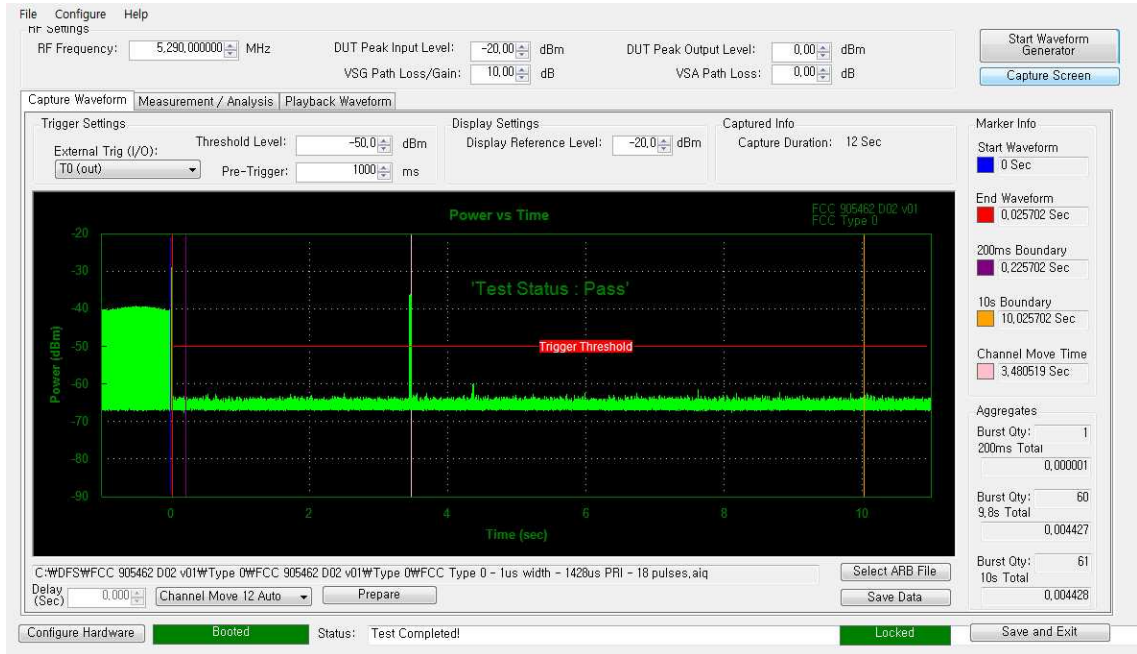 File Configure Help
RF Settings
RF Frequency: 5,290,000000 MHz DUT Peak Input Level: -20,00 dBm DUT Peak Output Level: 0,00 dBm
VSG Path Loss/Gain: 10,00 dB VSA Path Loss: 0,00 dB
Start Waveform Generator
Capture Screen
Capture Waveform Measurement / Analysis Playback Waveform
Trigger Settings
External Trig (I/O):
T0 (out)
Threshold Level: -50,0 dBm
Pre-Trigger: 1000 ms
Display Settings
Display Reference Level: -20,0 dBm
Captured Info
Capture Duration: 12 Sec
Power vs Time
FCC 905462 D02 v01
FCC Type 0
'Test Status : Pass'
Trigger Threshold
Power (dBm)
-20
-30
-40
-50
-60
-70
-80
-90
0 2 4 6 8 10
Time (sec)
Marker Info
Start Waveform
0 Sec
End Waveform
0,025702 Sec
200ms Boundary
0,225702 Sec
10s Boundary
10,025702 Sec
Channel Move Time
3,480519 Sec
Aggregates
Burst Qty: 1
200ms Total
0,000001
Burst Qty: 60
9,8s Total
0,004427
Burst Qty: 61
10s Total
0,004428
C:₩DFS₩FCC 905462 D02 v01₩Type 0₩FCC 905462 D02 v01₩Type 0₩FCC Type 0 - 1us width - 1428us PRI - 18 pulses,aiq
Select ARB File
Delay (Sec) 0,000 Channel Move 12 Auto Prepare
Save Data
Configure Hardware Booted Status: Test Completed! Locked Save and Exit